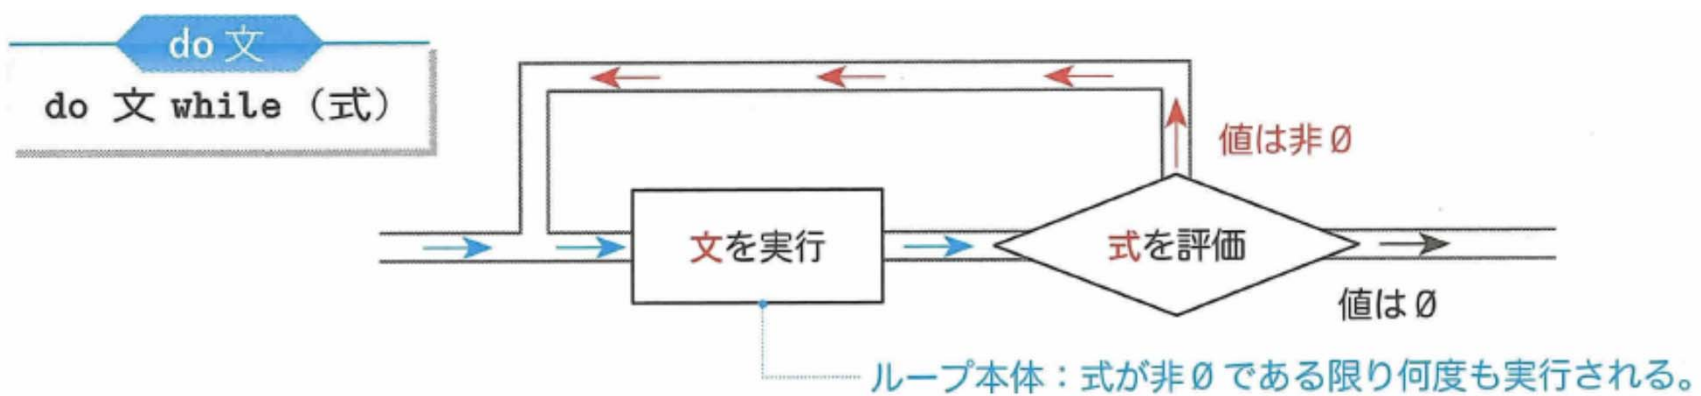 do 文
do 文 while (式)
値は非0
文を実行
式を評価
値は0
ループ本体：式が非0である限り何度も実行される。